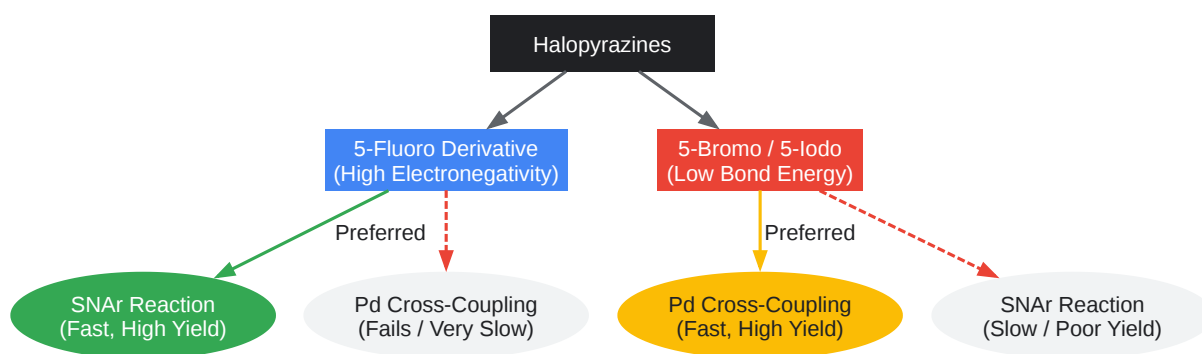 Halopyrazines
5-Fluoro Derivative
(High Electronegativity)
5-Bromo / 5-Iodo
(Low Bond Energy)
Preferred
Preferred
SNAr Reaction
(Fast, High Yield)
Pd Cross-Coupling
(Fails / Very Slow)
Pd Cross-Coupling
(Fast, High Yield)
SNAr Reaction
(Slow / Poor Yield)